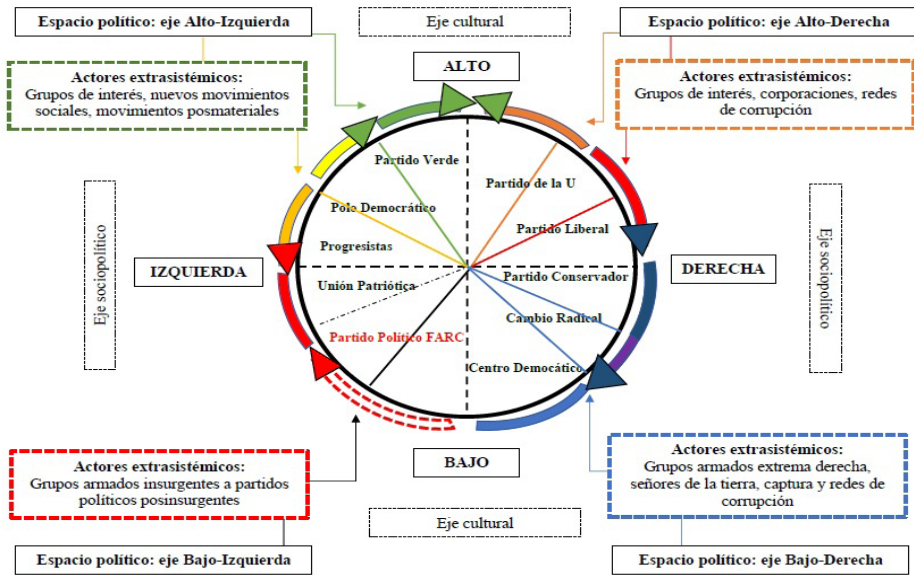 Espacio político: eje Alto-Izquierda
Eje cultural
Espacio político: eje Alto-Derecha
Actores extrasistémicos:
Grupos de interés, nuevos movimientos
sociales, movimientos posmateriales
ALTO
Actores extrasistémicos:
Grupos de interés, corporaciones, redes
de corrupción
Partido Verde
Partido de la U
Polo Democrático
Partido Liberal
Progresistas
Eje sociopolítico
IZQUIERDA
Partido Conservador
DERECHA
Eje sociopolítico
Unión Patriótica
Cambio Radical
Partido Político FARC
Centro Democático
Actores extrasistémicos:
Grupos armados insurgentes a partidos
políticos posinsurgentes
BAJO
Actores extrasistémicos:
Grupos armados extrema derecha,
señores de la tierra, captura y redes de
corrupción
Eje cultural
Espacio político: eje Bajo-Izquierda
Espacio político: eje Bajo-Derecha